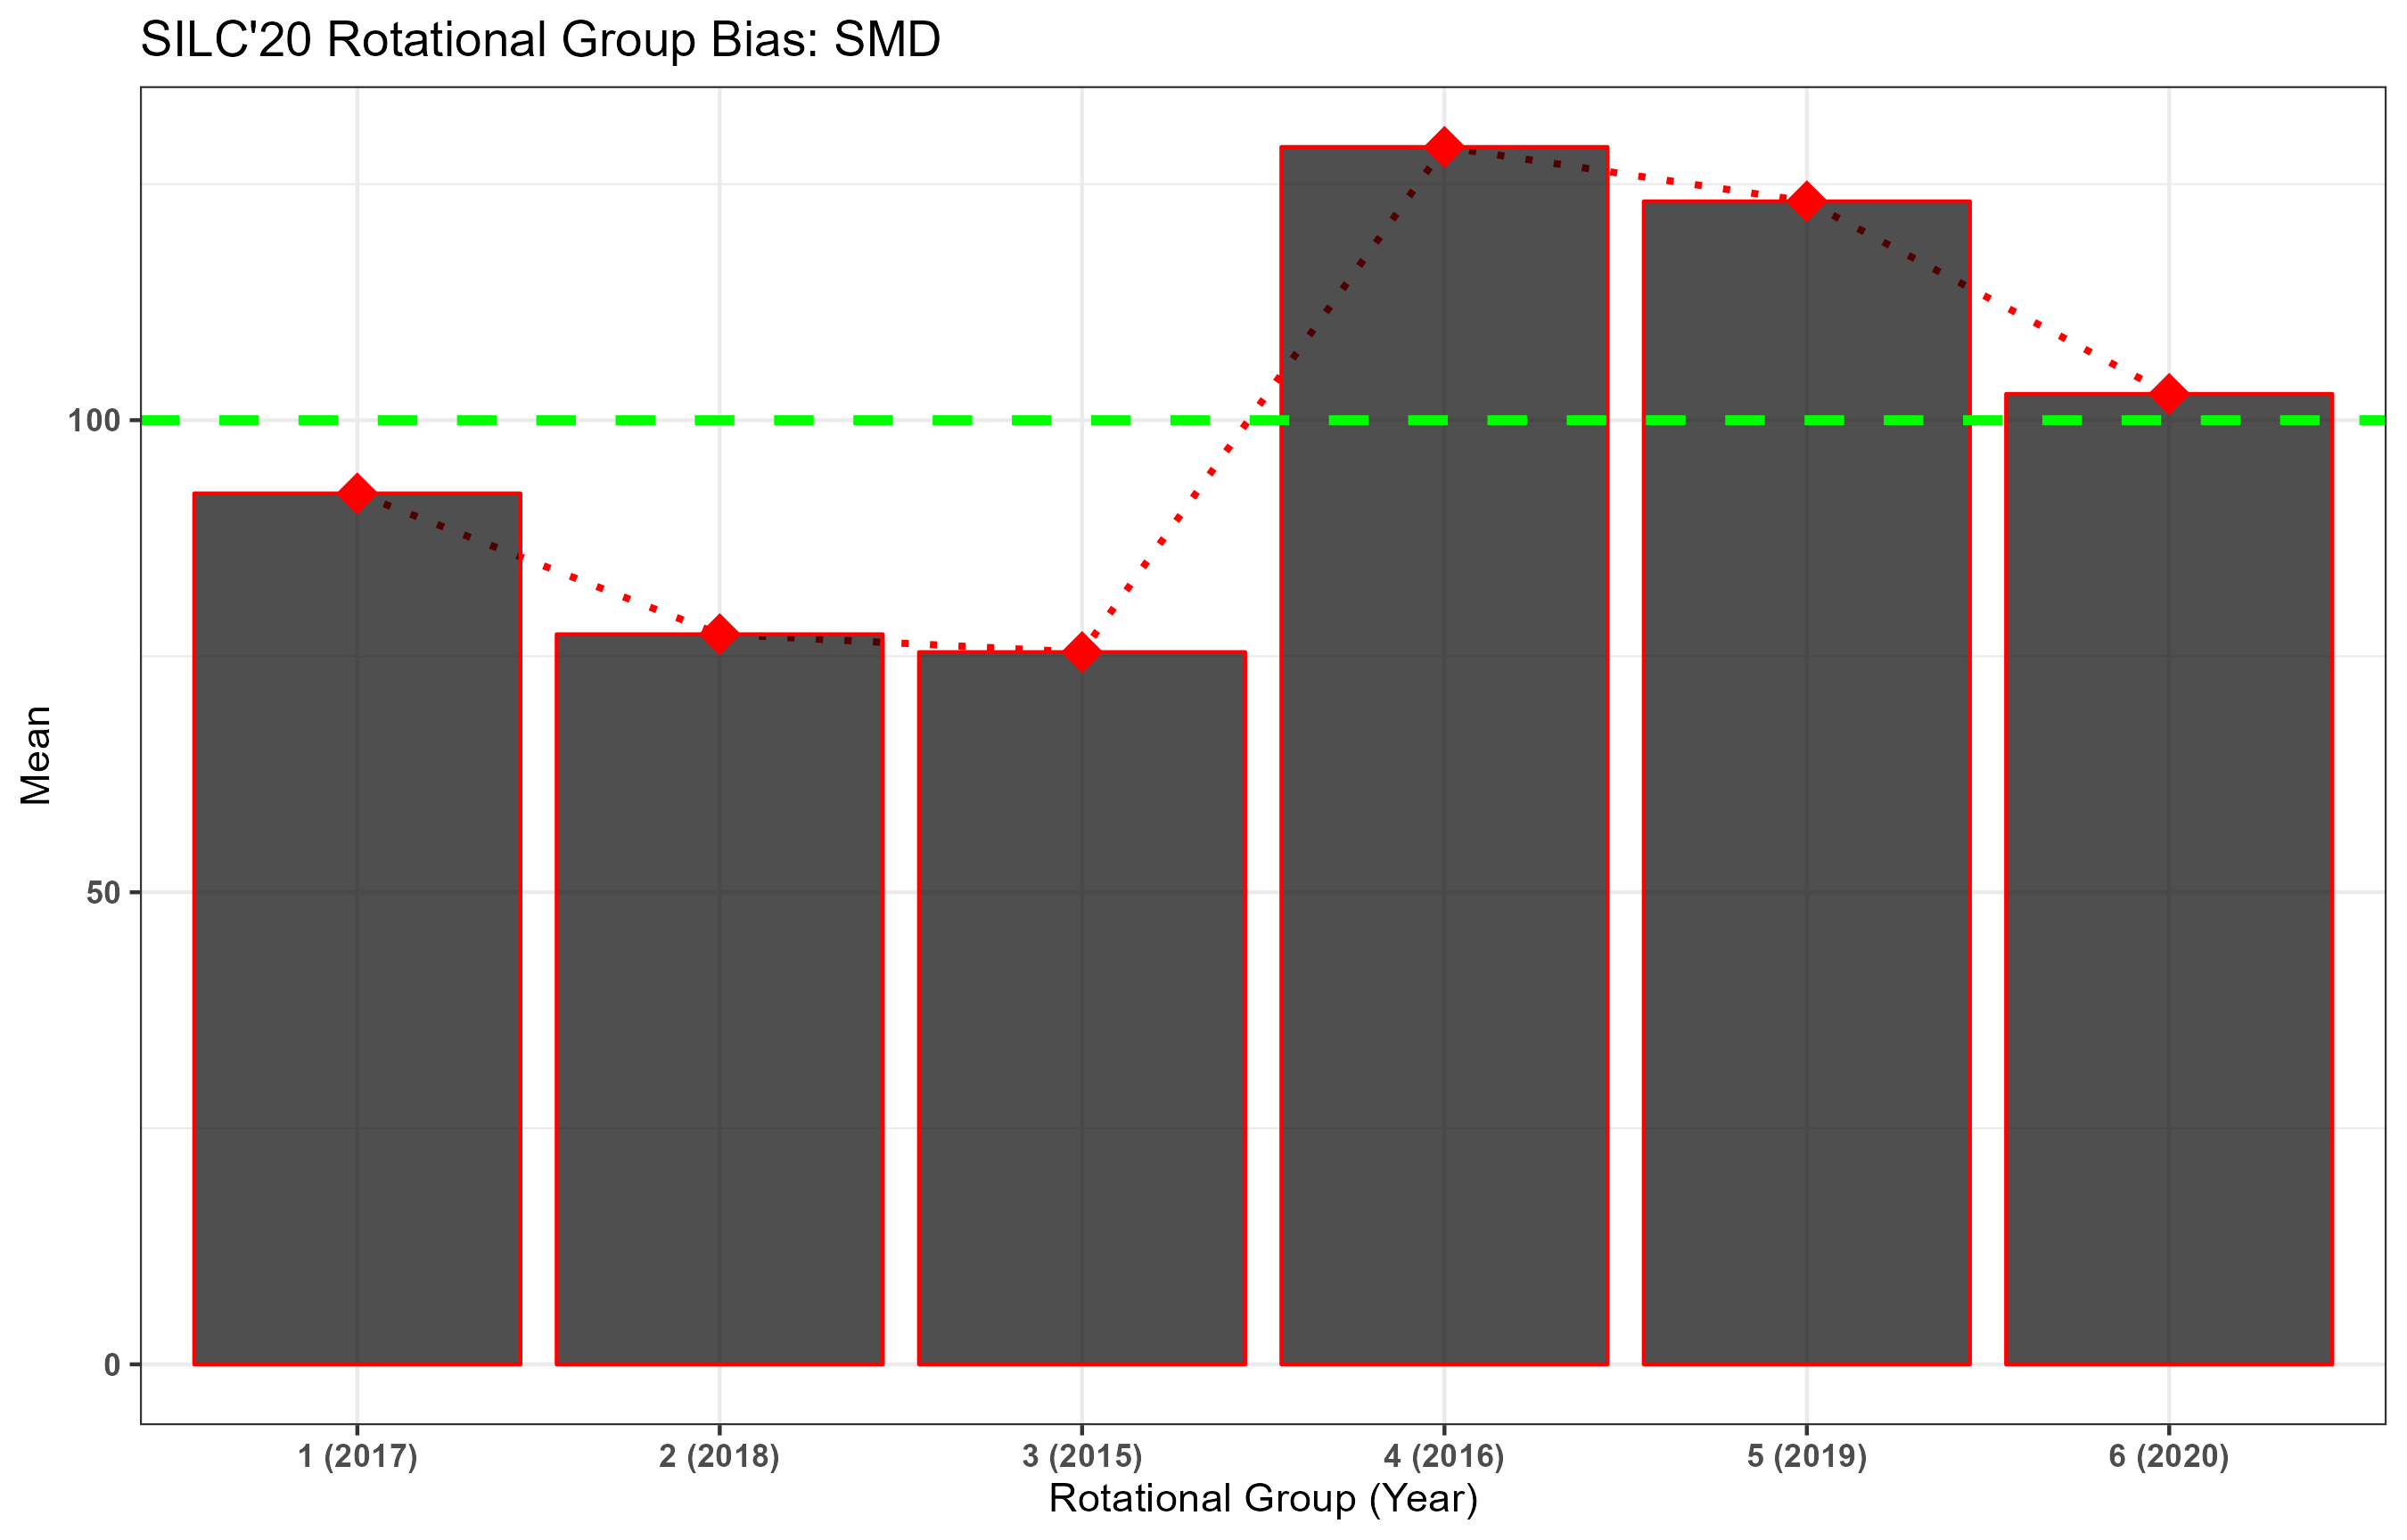 SILC'20 Rotational Group Bias: SMD
Mean
100
50
0
1 (2017) 2 (2018) 3 (2015) 4 (2016) 5 (2019) 6 (2020)
Rotational Group (Year)